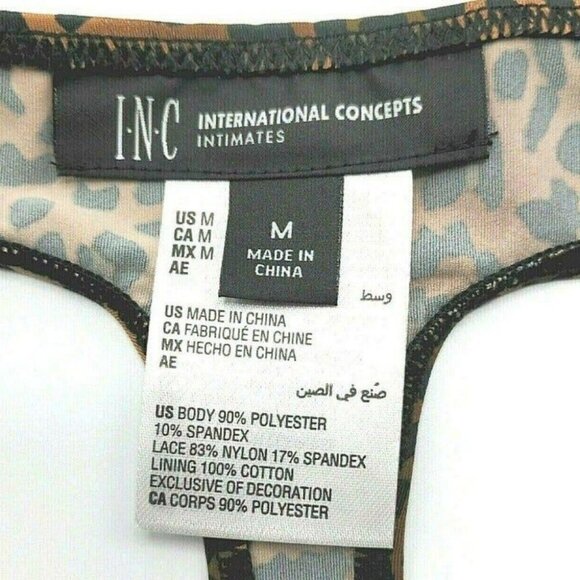 I·N·C INTERNATIONAL CONCEPTS
INTIMATES
US M
CA M
MX M
AE
M
MADE IN
CHINA
وسط
US MADE IN CHINA
CA FABRIQUÉ EN CHINE
MX HECHO EN CHINA
AE
صُنع في الصين
US BODY 90% POLYESTER
10% SPANDEX
LACE 83% NYLON 17% SPANDEX
LINING 100% COTTON
EXCLUSIVE OF DECORATION
CA CORPS 90% POLYESTER